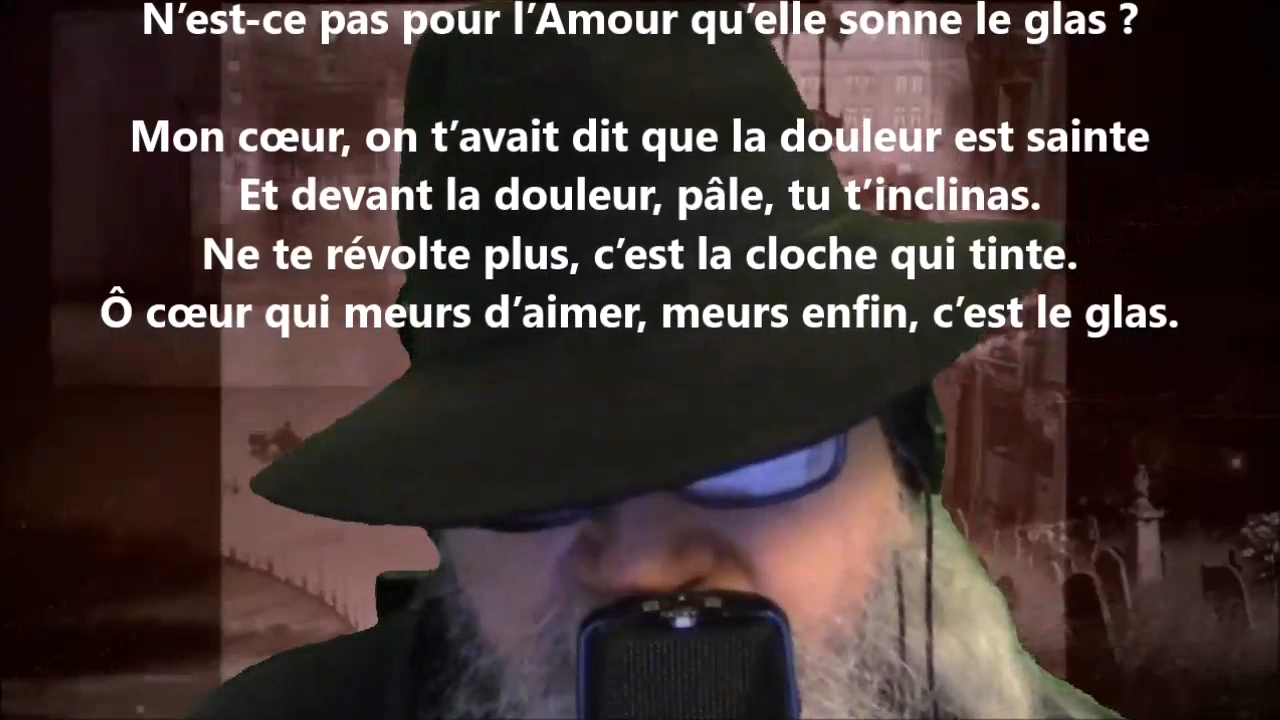 N’est-ce pas pour l’Amour qu’elle sonne le glas ?
Mon cœur, on t’avait dit que la douleur est sainte
Et devant la douleur, pâle, tu t’inclinas.
Ne te révolte plus, c’est la cloche qui tinte.
Ô cœur qui meurs d’aimer, meurs enfin, c’est le glas.